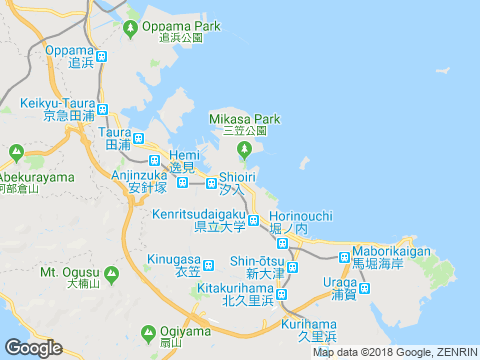 Oppama Park
追浜公園
Oppama
追浜
Keikyu-Taura
京急田浦
Mikasa Park
三笠公園
Taura
田浦
Hemi
逸見
Abekurayama
阿部倉山
Anjinzuka
安針塚
Shioiri
汐入
Kenritsudaigaku
県立大学
Horinouchi
堀ノ内
Maborikaigan
馬堀海岸
Kinugasa
衣笠
Shin-ōtsu
新大津
Mt. Ogusu
大楠山
Kitakurihama
北久里浜
Uraga
浦賀
Kurihama
久里浜
Ogiyama
扇山
Google
Map data ©2018 Google, ZENRIN